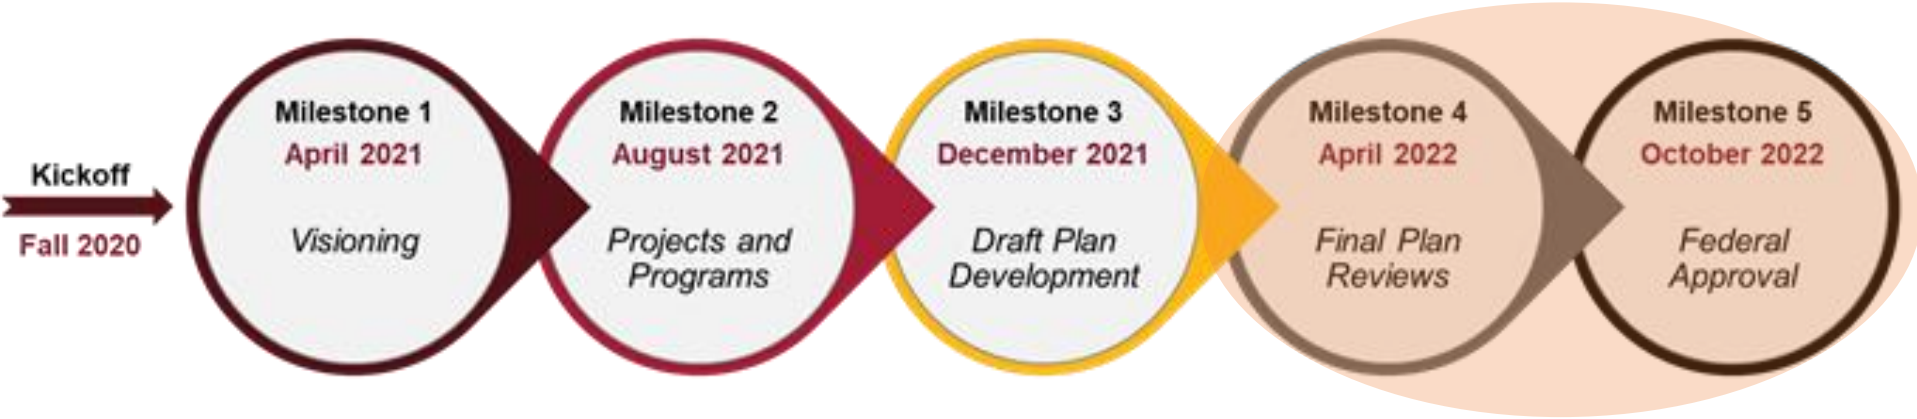 Kickoff
Fall 2020
Milestone 1
April 2021
Visioning
Milestone 2
August 2021
Projects and
Programs
Milestone 3
December 2021
Draft Plan
Development
Milestone 4
April 2022
Final Plan
Reviews
Milestone 5
October 2022
Federal
Approval